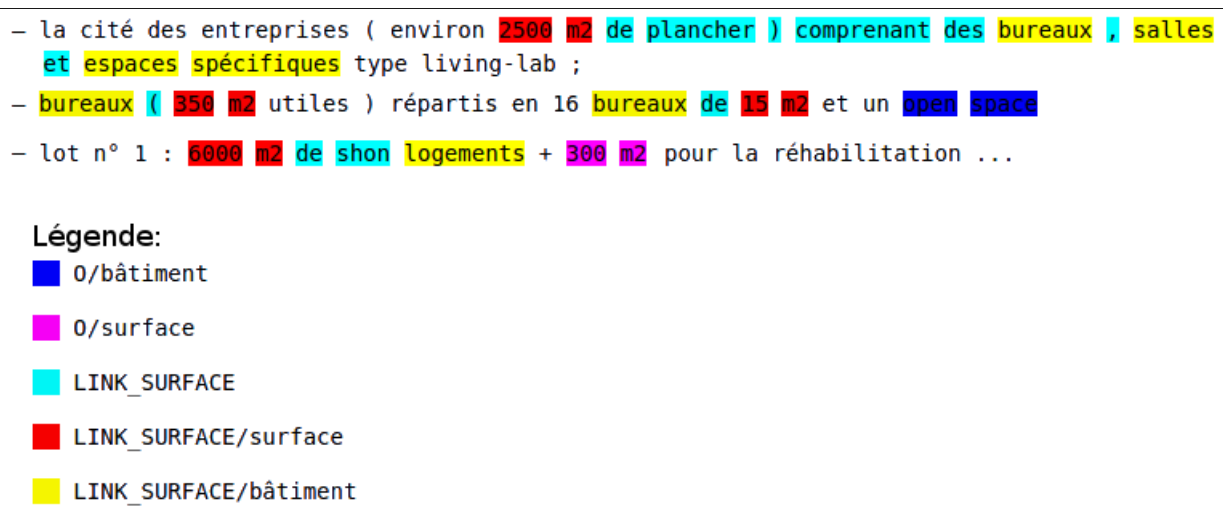 – la cité des entreprises ( environ 2500 m2 de plancher ) comprenant des bureaux , salles
et espaces spécifiques type living-lab ;
– bureaux ( 350 m2 utiles ) répartis en 16 bureaux de 15 m2 et un open space
– lot n° 1 : 6000 m2 de shon logements + 300 m2 pour la réhabilitation ...
Légende:
O/bâtiment
O/surface
LINK_SURFACE
LINK_SURFACE/surface
LINK_SURFACE/bâtiment